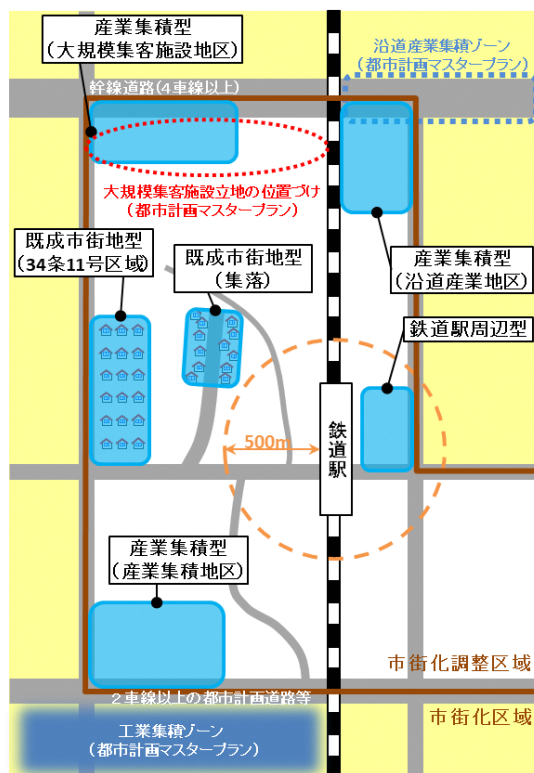 産業集積型
(大規模集客施設地区)
沿道産業集積ゾーン
(都市計画マスタープラン)
幹線道路(4車線以上)
大規模集客施設立地の位置づけ
(都市計画マスタープラン)
既成市街地型
(34条11号区域)
既成市街地型
(集落)
産業集積型
(沿道産業地区)
鉄道駅周辺型
500m
鉄道駅
産業集積型
(産業集積地区)
市街化調整区域
2車線以上の都市計画道路等
市街化区域
工業集積ゾーン
(都市計画マスタープラン)